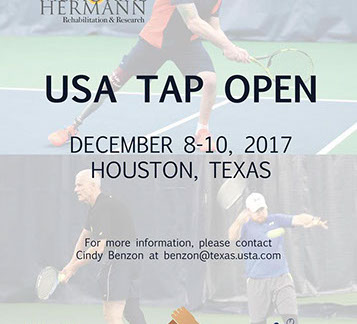 HERMANN
Rehabilitation & Research
USA TAP OPEN
DECEMBER 8-10, 2017
HOUSTON, TEXAS
For more information, please contact
Cindy Benzon at benzon@texas.usta.com